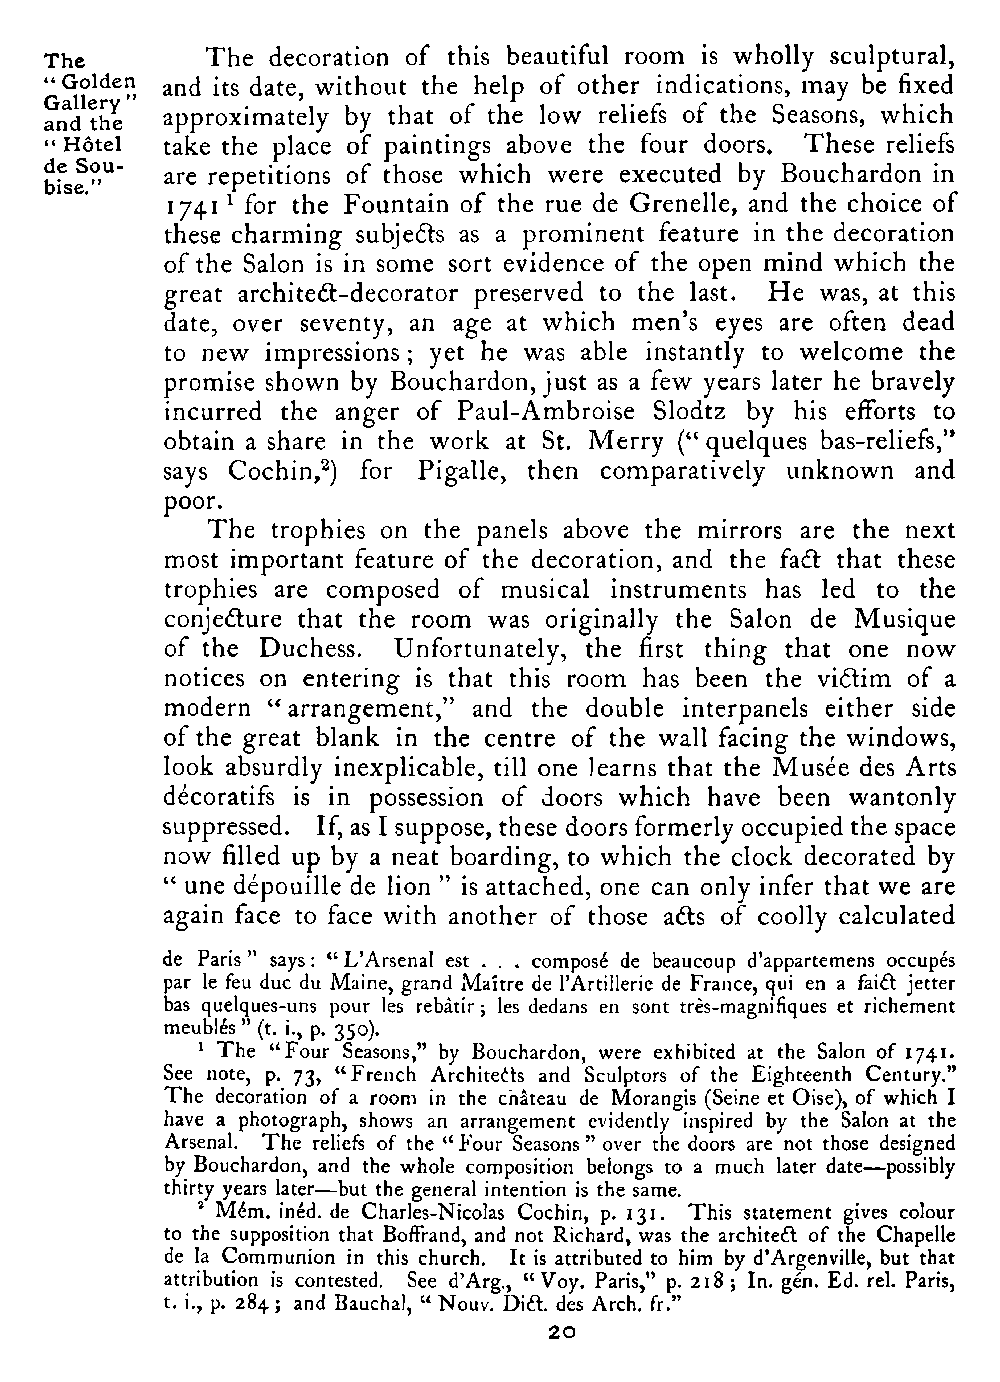 The
“ Golden
Gallery ”
and the
“ Hôtel
de Sou-
bise.”
The decoration of this beautiful room is wholly sculptural,
and its date, without the help of other indications, may be fixed
approximately by that of the low reliefs of the Seasons, which
take the place of paintings above the four doors. These reliefs
are repetitions of those which were executed by Bouchardon in
1741 ¹ for the Fountain of the rue de Grenelle, and the choice of
these charming subjects as a prominent feature in the decoration
of the Salon is in some sort evidence of the open mind which the
great architect-decorator preserved to the last. He was, at this
date, over seventy, an age at which men’s eyes are often dead
to new impressions ; yet he was able instantly to welcome the
promise shown by Bouchardon, just as a few years later he bravely
incurred the anger of Paul-Ambroise Slodtz by his efforts to
obtain a share in the work at St. Merry (“ quelques bas-reliefs,”
says Cochin,²) for Pigalle, then comparatively unknown and
poor.
The trophies on the panels above the mirrors are the next
most important feature of the decoration, and the fact that these
trophies are composed of musical instruments has led to the
conjecture that the room was originally the Salon de Musique
of the Duchess. Unfortunately, the first thing that one now
notices on entering is that this room has been the victim of a
modern “ arrangement,” and the double interpanels either side
of the great blank in the centre of the wall facing the windows,
look absurdly inexplicable, till one learns that the Musée des Arts
décoratifs is in possession of doors which have been wantonly
suppressed. If, as I suppose, these doors formerly occupied the space
now filled up by a neat boarding, to which the clock decorated by
“ une dépouille de lion ” is attached, one can only infer that we are
again face to face with another of those acts of coolly calculated
de Paris ” says : “ L’Arsenal est . . . composé de beaucoup d’appartemens occupés
par le feu duc du Maine, grand Maître de l’Artillerie de France, qui en a faict jetter
bas quelques-uns pour les rebâtir ; les dedans en sont très-magnifiques et richement
meublés ” (t. i., p. 350).
¹ The “ Four Seasons,” by Bouchardon, were exhibited at the Salon of 1741.
See note, p. 73, “ French Architects and Sculptors of the Eighteenth Century.”
The decoration of a room in the château de Morangis (Seine et Oise), of which I
have a photograph, shows an arrangement evidently inspired by the Salon at the
Arsenal. The reliefs of the “ Four Seasons ” over the doors are not those designed
by Bouchardon, and the whole composition belongs to a much later date—possibly
thirty years later—but the general intention is the same.
² Mém. inéd. de Charles-Nicolas Cochin, p. 131. This statement gives colour
to the supposition that Boffrand, and not Richard, was the architect of the Chapelle
de la Communion in this church. It is attributed to him by d’Argenville, but that
attribution is contested. See d’Arg., “ Voy. Paris,” p. 218 ; In. gén. Ed. rel. Paris,
t. i., p. 284 ; and Bauchal, “ Nouv. Dict. des Arch. fr.”
20